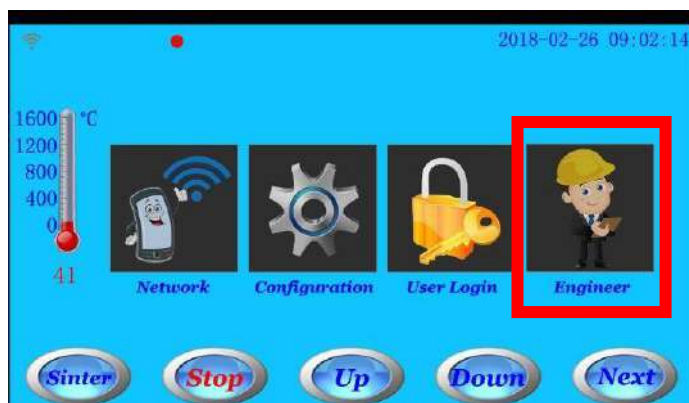 2018-02-26 09:02:14
1600 °C
1200
800
400
0
41
Network Configuration User Login Engineer
Sinter Stop Up Down Next